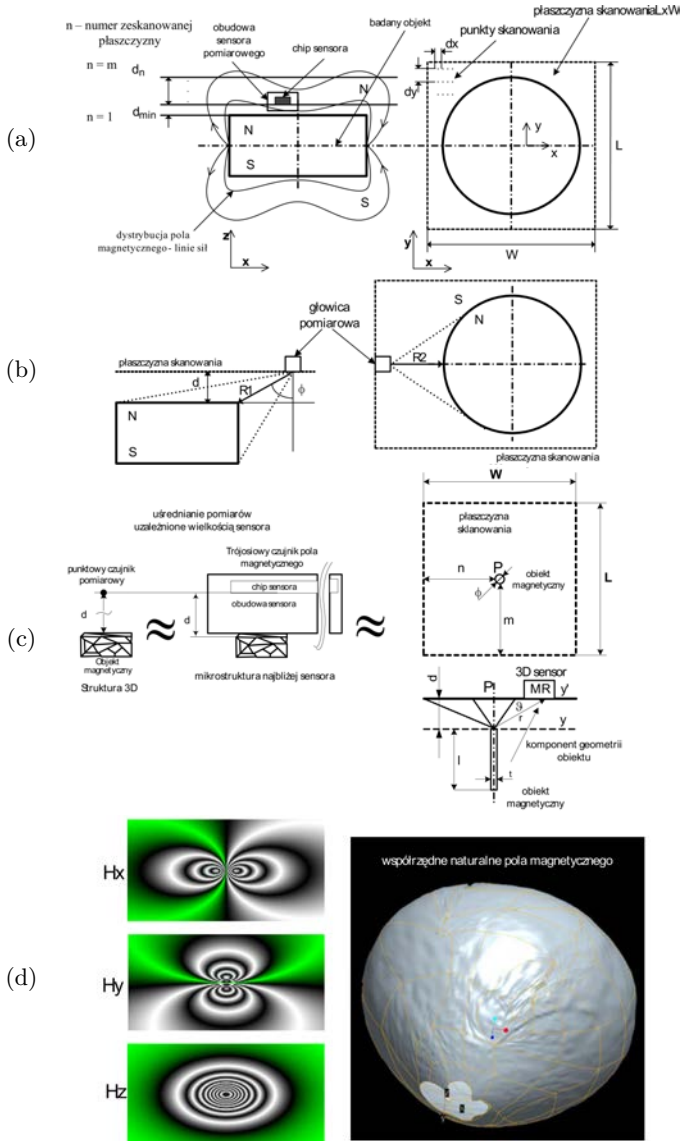 n – numer zeskanowanej
płaszczyzny
n = m
n = 1
dn
dmin
obudowa
sensora
pomiarowego
chip sensora
badany objekt
N
N
S
S
dystrybucja pola
magnetycznego - linie sił
z
x
płaszczyzna skanowaniaLxW
punkty skanowania
dx
dy
y
x
L
W
y
x
(a)
głowica
pomiarowa
płaszczyzna skanowania
d
R1
ϕ
N
S
S
N
R2
płaszczyzna skanowania
(b)
uśrednianie pomiarów
uzależnione wielkością sensora
punktowy czujnik
pomiarowy
d
Objekt
magnetyczny
Struktura 3D
≈
Trójosiowy czujnik pola
magnetycznego
chip sensora
obudowa sensora
d
mikrostruktura najbliżej sensora
≈
W
płaszczyzna
sklanowania
P
n
obiekt
magnetyczny
ϕ
m
L
3D sensor
P
MR
y'
d
ϑ
r
y
l
t
komponent geometrii
obiektu
obiekt
magnetyczny
(c)
Hx
Hy
Hz
współrzędne naturalne pola magnetycznego
(d)